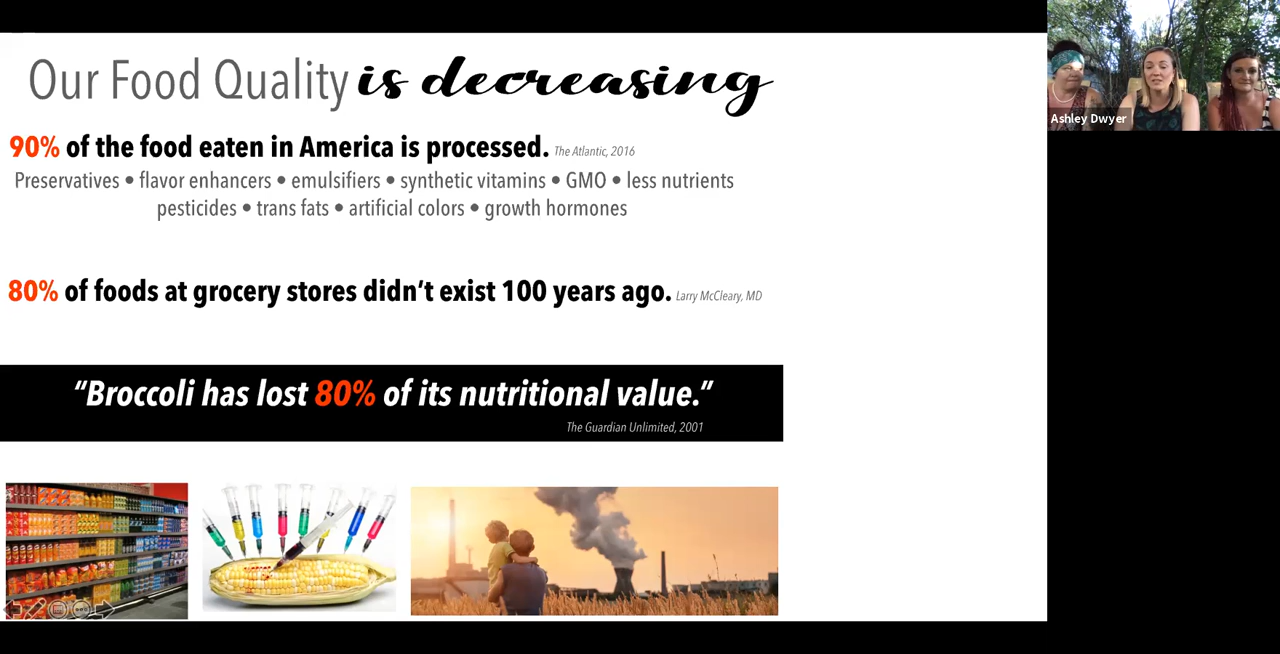 Our Food Quality is decreasing
90% of the food eaten in America is processed. The Atlantic, 2016
Preservatives • flavor enhancers • emulsifiers • synthetic vitamins • GMO • less nutrients
pesticides • trans fats • artificial colors • growth hormones
80% of foods at grocery stores didn‘t exist 100 years ago. Larry McCleary, MD
“Broccoli has lost 80% of its nutritional value.”
The Guardian Unlimited, 2001
Ashley Dwyer